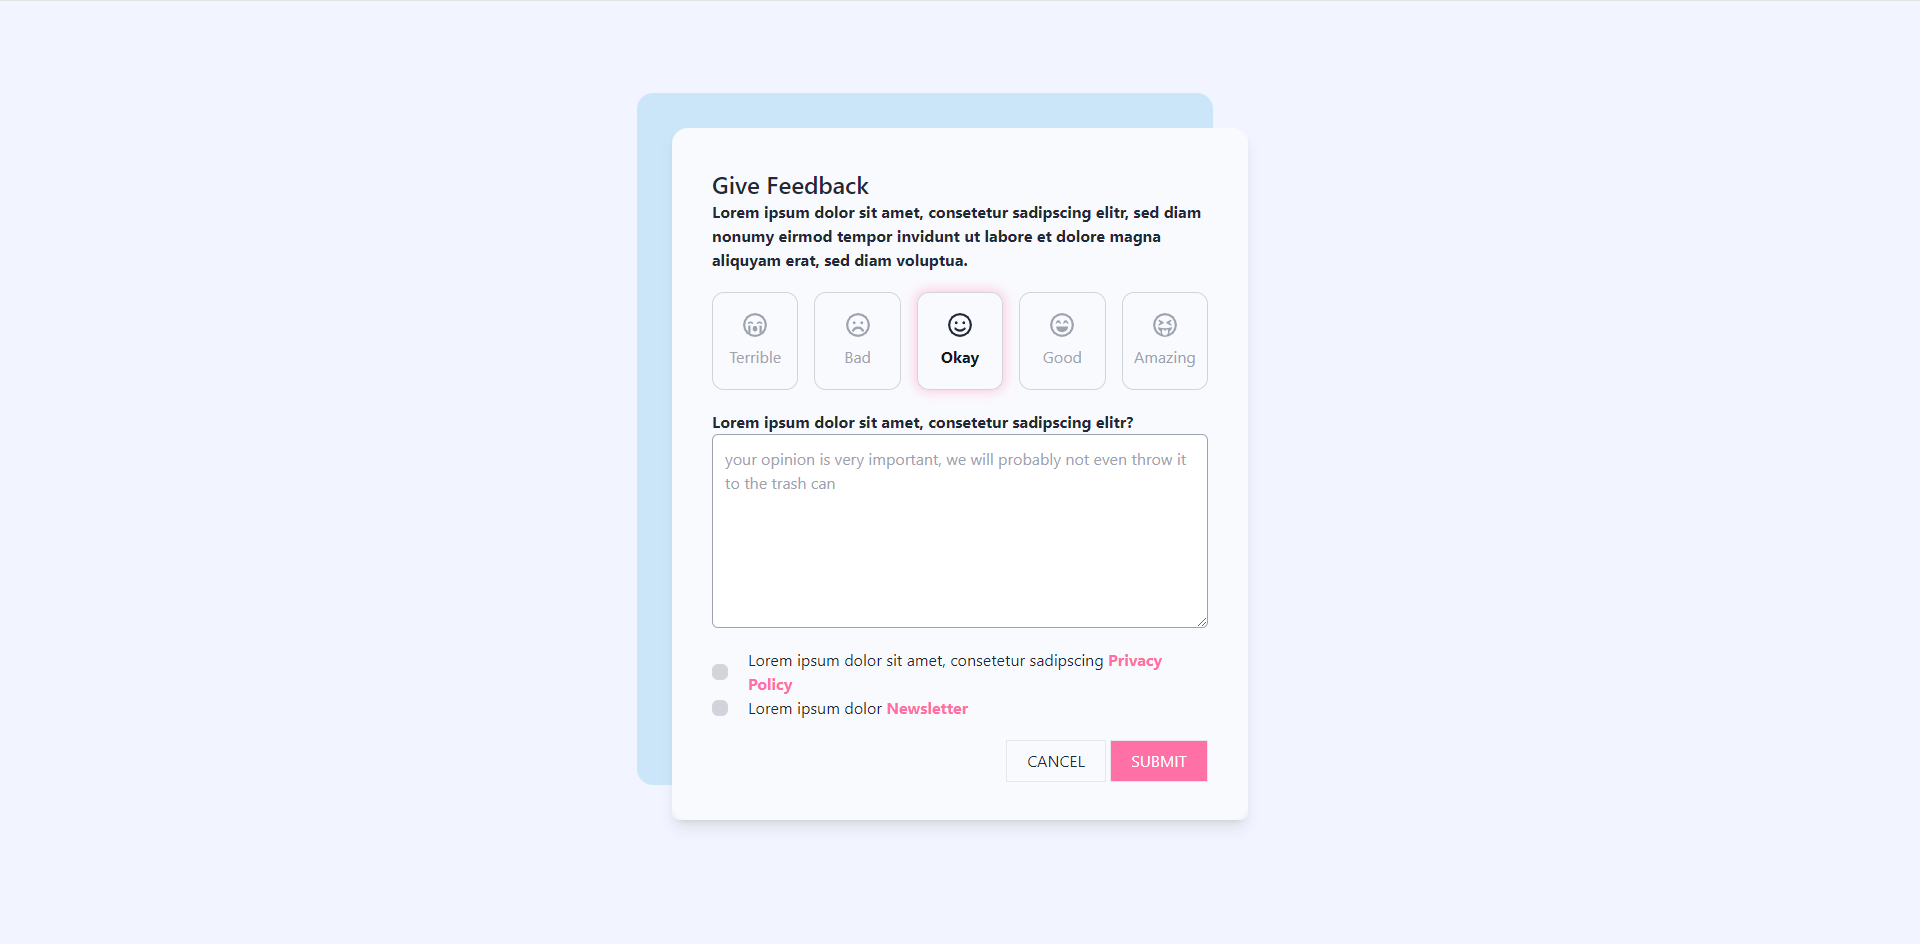 Give Feedback
Lorem ipsum dolor sit amet, consetetur sadipscing elitr, sed diam
nonumy eirmod tempor invidunt ut labore et dolore magna
aliquyam erat, sed diam voluptua.
Terrible
Bad
Okay
Good
Amazing
Lorem ipsum dolor sit amet, consetetur sadipscing elitr?
your opinion is very important, we will probably not even throw it
to the trash can
Lorem ipsum dolor sit amet, consetetur sadipscing Privacy
Policy
Lorem ipsum dolor Newsletter
CANCEL
SUBMIT